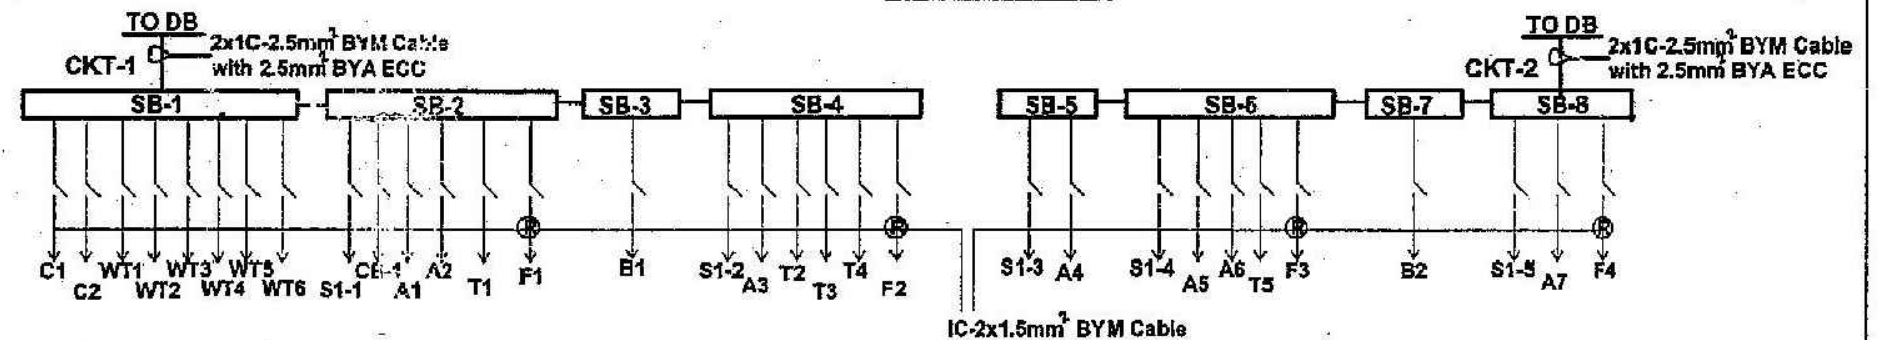 TO DB
2x1C-2.5mm² BYM Cable
with 2.5mm² BYA ECC
CKT-1
TO DB
2x1C-2.5mm² BYM Cable
with 2.5mm² BYA ECC
CKT-2
SB-1 SB-2 SB-3 SB-4 SB-5 SB-6 SB-7 SB-8
R R R R
C1 WT1 WT3 WT5 A2 F1 B1 S1-2 T2 T4 S1-3 A4 S1-4 A6 F3 B2 S1-5 F4
C2 WT2 WT4 WT6 S1-1 A1 T1 A3 T3 F2 A5 T5 A7
IC-2x1.5mm² BYM Cable